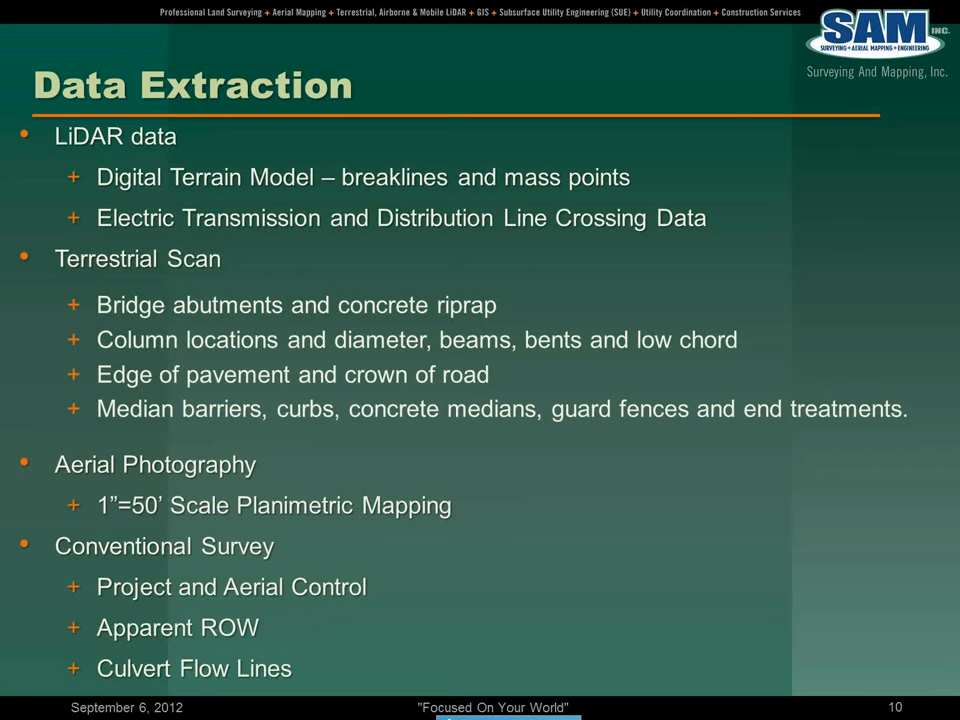 Professional Land Surveying + Aerial Mapping + Terrestrial, Airborne & Mobile LiDAR + GIS + Subsurface Utility Engineering (SUE) + Utility Coordination + Construction Services
SAM INC.
SURVEYING + AERIAL MAPPING + ENGINEERING
Surveying And Mapping, Inc.
Data Extraction
• LiDAR data
+ Digital Terrain Model – breaklines and mass points
+ Electric Transmission and Distribution Line Crossing Data
• Terrestrial Scan
+ Bridge abutments and concrete riprap
+ Column locations and diameter, beams, bents and low chord
+ Edge of pavement and crown of road
+ Median barriers, curbs, concrete medians, guard fences and end treatments.
• Aerial Photography
+ 1”=50’ Scale Planimetric Mapping
• Conventional Survey
+ Project and Aerial Control
+ Apparent ROW
+ Culvert Flow Lines
September 6, 2012 "Focused On Your World" 10